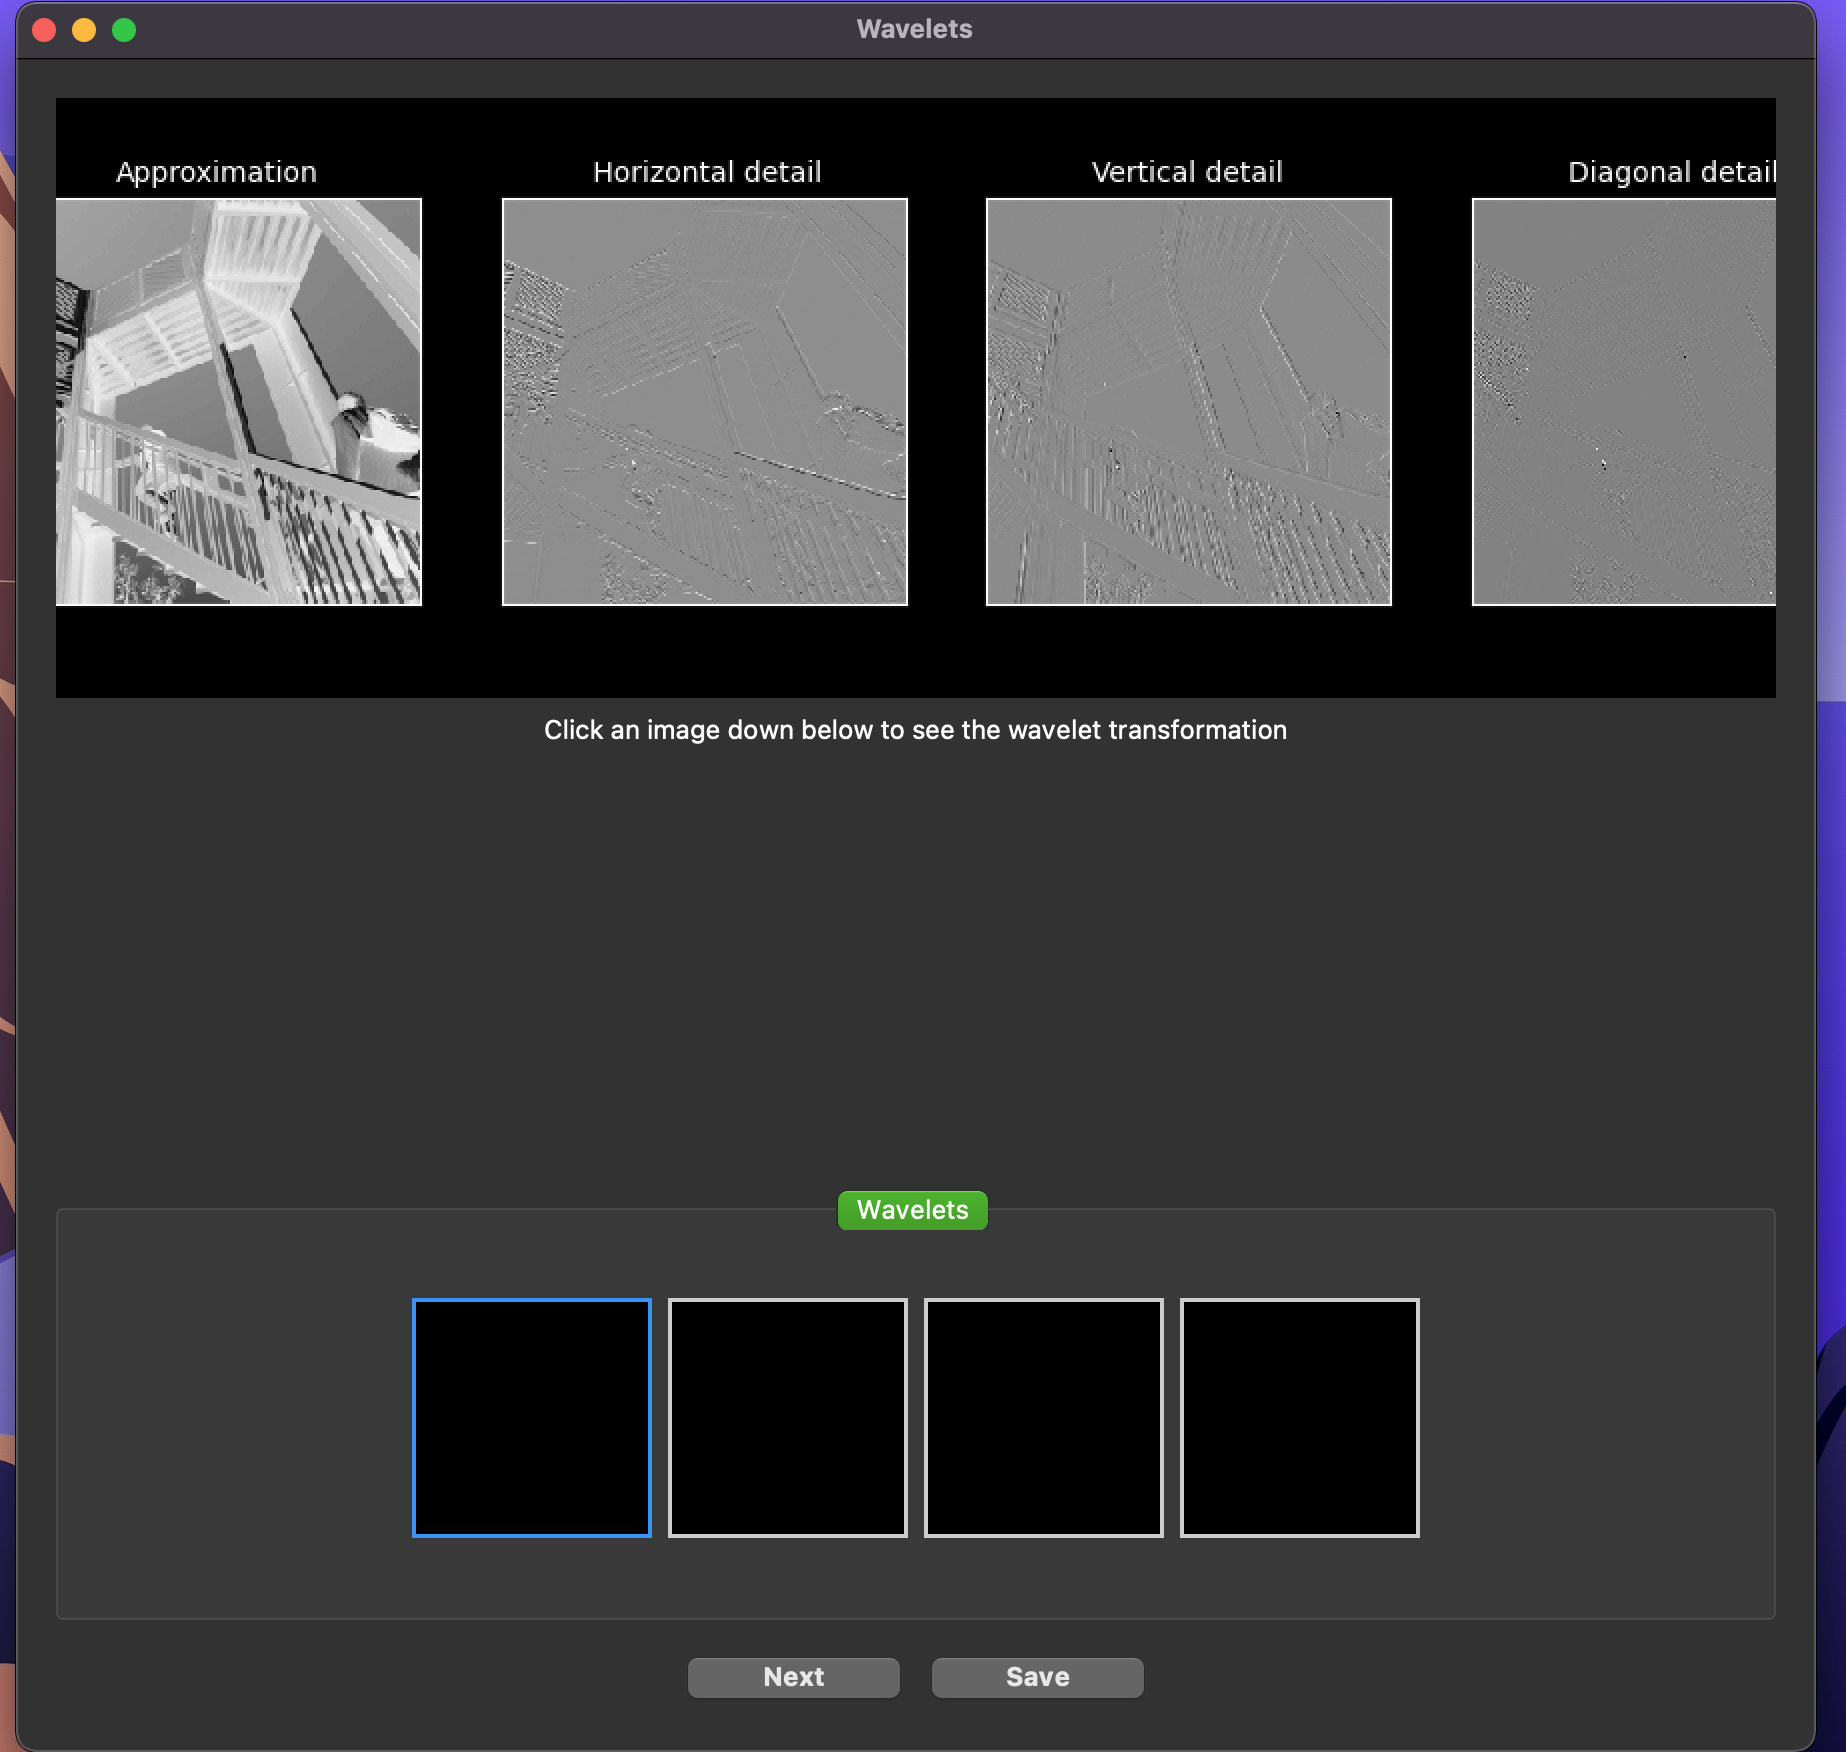 Wavelets
Approximation
Horizontal detail
Vertical detail
Diagonal detail
Click an image down below to see the wavelet transformation
Wavelets
Next
Save